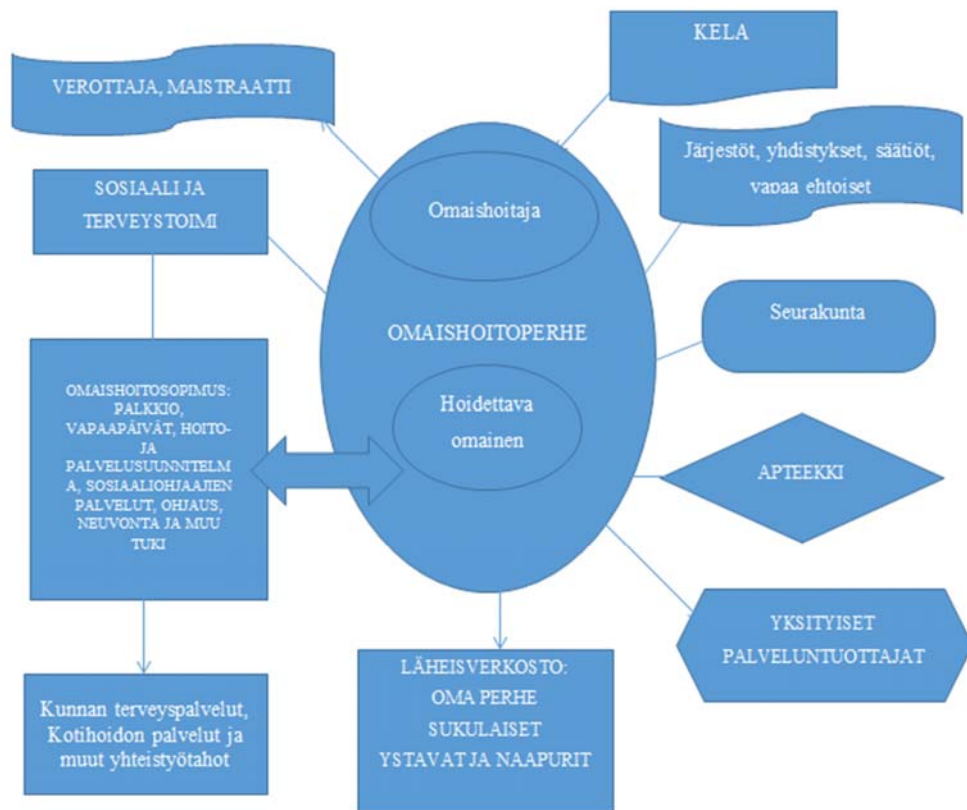 KELA
VEROTTAJA, MAISTRAATTI
Järjestöt, yhdistykset, säätiöt,
vapaa ehtoiset
SOSIAALI JA
TERVEYSTOIMI
Omaishoitaja
Seurakunta
OMAISHOITOPERHE
OMAISHOITOSOPIMUS:
PALKKIO,
VAPAAPÄIVÄT, HOITO-
JA
PALVELUSUUNNITELM
A, SOSIAALIOHJAAJIEN
PALVELUT, OHJAUS,
NEUVONTA JA MUU
TUKI
Hoidettava
omainen
APTEEKKI
YKSITYISET
PALVELUNTUOTTAJAT
LÄHEISVERKOSTO:
OMA PERHE
SUKULAISET
YSTAVAT JA NAAPURIT
Kunnan terveyspalvelut,
Kotihoidon palvelut ja
muut yhteistyötahot